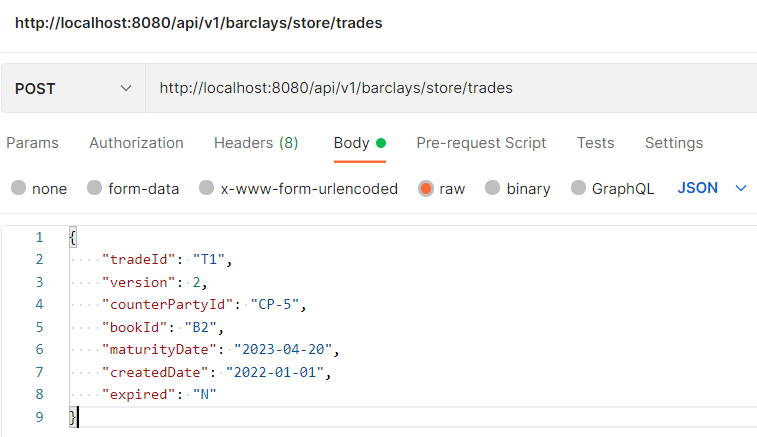 http://localhost:8080/api/v1/barclays/store/trades
POST http://localhost:8080/api/v1/barclays/store/trades
Params Authorization Headers (8) Body Pre-request Script Tests Settings
none form-data x-www-form-urlencoded raw binary GraphQL JSON
1 {
2 "tradeId": "T1",
3 "version": 2,
4 "counterPartyId": "CP-5",
5 "bookId": "B2",
6 "maturityDate": "2023-04-20",
7 "createdDate": "2022-01-01",
8 "expired": "N"
9 }